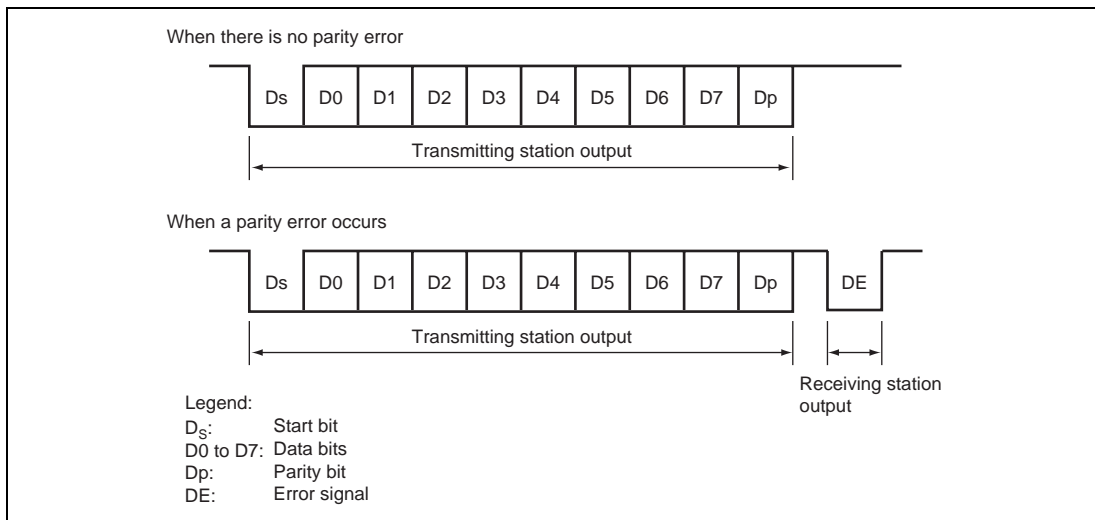 When there is no parity error
Ds D0 D1 D2 D3 D4 D5 D6 D7 Dp
Transmitting station output
When a parity error occurs
Ds D0 D1 D2 D3 D4 D5 D6 D7 Dp DE
Transmitting station output
Receiving station
output
Legend:
DS: Start bit
D0 to D7: Data bits
Dp: Parity bit
DE: Error signal